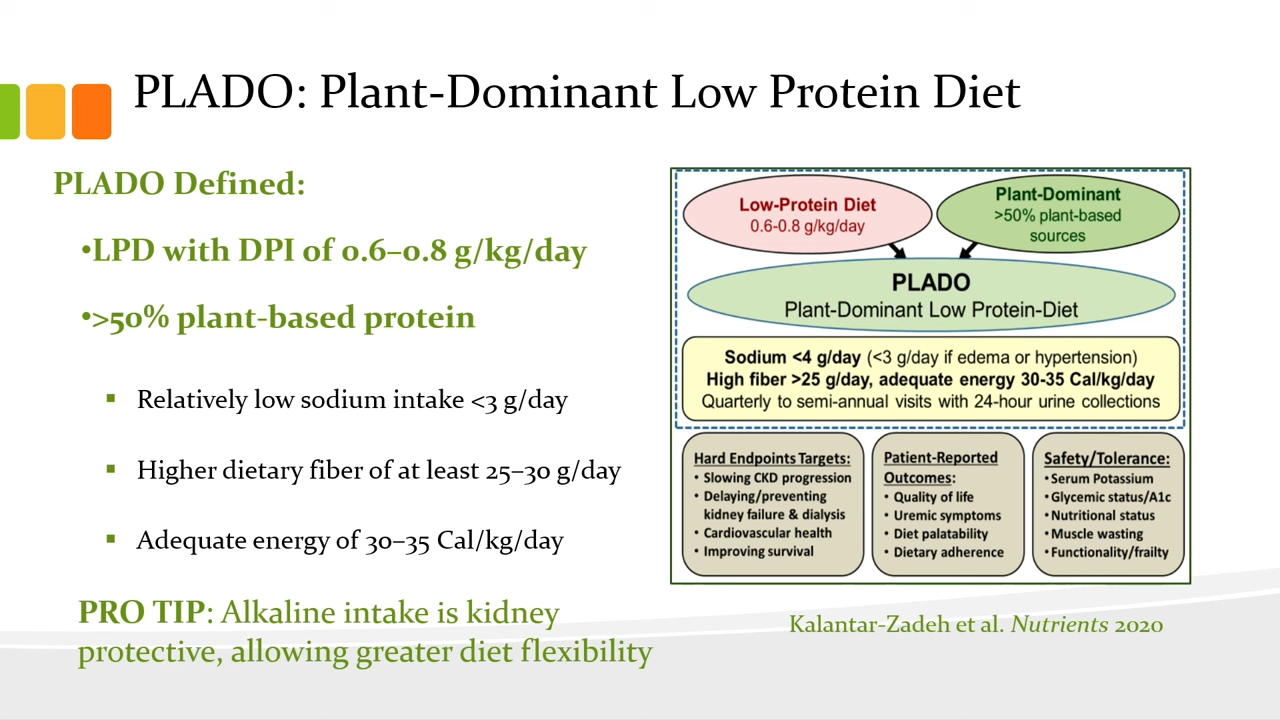 PLADO: Plant-Dominant Low Protein Diet
PLADO Defined:
•LPD with DPI of 0.6–0.8 g/kg/day
•>50% plant-based protein
▪ Relatively low sodium intake <3 g/day
▪ Higher dietary fiber of at least 25–30 g/day
▪ Adequate energy of 30–35 Cal/kg/day
PRO TIP: Alkaline intake is kidney
protective, allowing greater diet flexibility
Low-Protein Diet
0.6-0.8 g/kg/day
Plant-Dominant
>50% plant-based
sources
PLADO
Plant-Dominant Low Protein-Diet
Sodium <4 g/day (<3 g/day if edema or hypertension)
High fiber >25 g/day, adequate energy 30-35 Cal/kg/day
Quarterly to semi-annual visits with 24-hour urine collections
Hard Endpoints Targets:
• Slowing CKD progression
• Delaying/preventing
kidney failure & dialysis
• Cardiovascular health
• Improving survival
Patient-Reported
Outcomes:
• Quality of life
• Uremic symptoms
• Diet palatability
• Dietary adherence
Safety/Tolerance:
• Serum Potassium
• Glycemic status/A1c
• Nutritional status
• Muscle wasting
• Functionality/frailty
Kalantar-Zadeh et al. Nutrients 2020